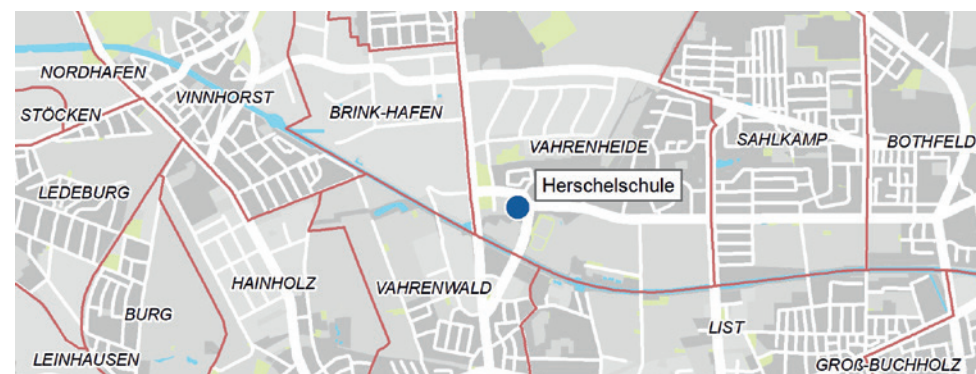 NORDHAFEN
VINNHORST
STÖCKEN
BRINK-HAFEN
VAHRENHEIDE
SAHLKAMP
BOTHFELD
LEDEBURG
Herschelschule
HAINHOLZ
VAHRENWALD
BURG
LIST
LEINHAUSEN
GROß-BUCHHOLZ